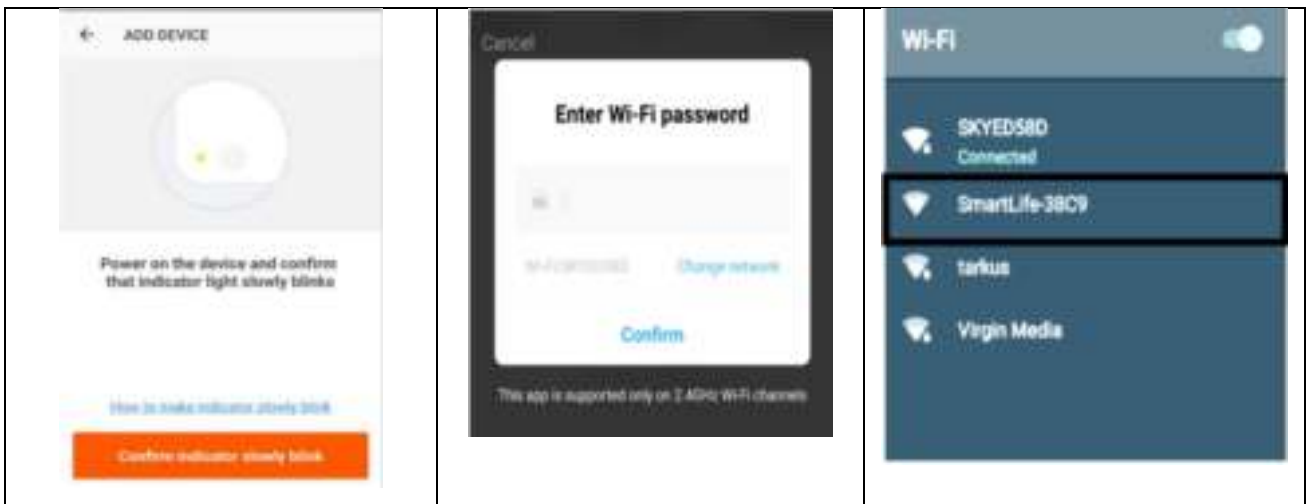 ADD DEVICE
Power on the device and confirm
that indicator light slowly blinks
How to make indicator slowly blink
Confirm indicator slowly blink
Cancel
Enter Wi-Fi password
Change network
Confirm
This app is supported only on 2.4GHz Wi-Fi channels
Wi-Fi
SKYED58D
Connected
SmartLife-38C9
tarkus
Virgin Media